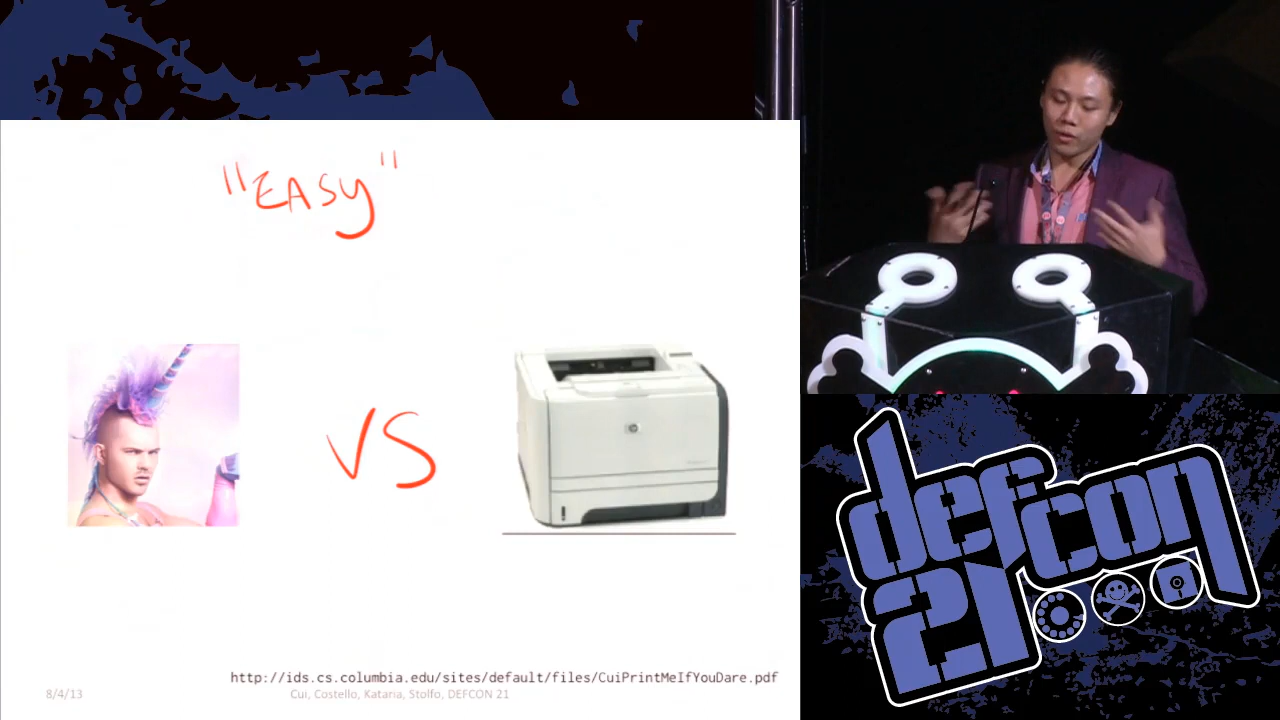 "EASY"
VS
http://ids.cs.columbia.edu/sites/default/files/CuiPrintMeIfYouDare.pdf
8/4/13
Cui, Costello, Kataria, Stolfo, DEFCON 21
defcon
21